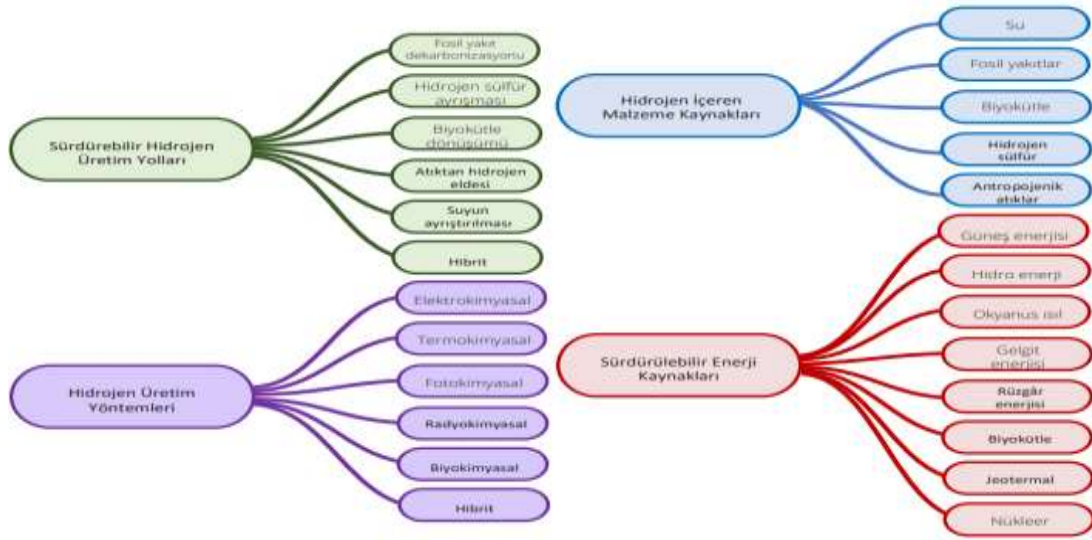 Sürdürebilir Hidrojen
Üretim Yolları
Fosil yakıt
dekarbonizasyonu
Hidrojen sülfür
ayrışması
Biyokütle
dönüşümü
Atıktan hidrojen
eldesi
Suyun
ayrıştırılması
Hibrit
Hidrojen Üretim
Yöntemleri
Elektrokimyasal
Termokimyasal
Fotokimyasal
Radyokimyasal
Biyokimyasal
Hibrit
Hidrojen İçeren
Malzeme Kaynakları
Su
Fosil yakıtlar
Biyokütle
Hidrojen
sülfür
Antropojenik
atıklar
Sürdürülebilir Enerji
Kaynakları
Güneş enerjisi
Hidro enerji
Okyanus ısıl
Gelgit
enerjisi
Rüzgâr
enerjisi
Biyokütle
Jeotermal
Nükleer